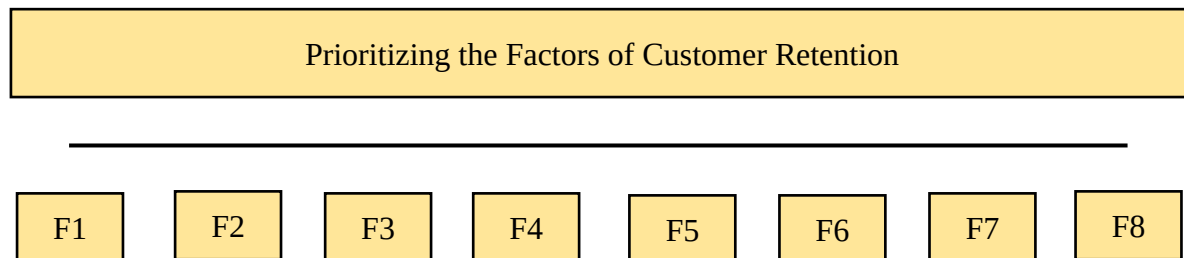 Prioritizing the Factors of Customer Retention
F1 F2 F3 F4 F5 F6 F7 F8